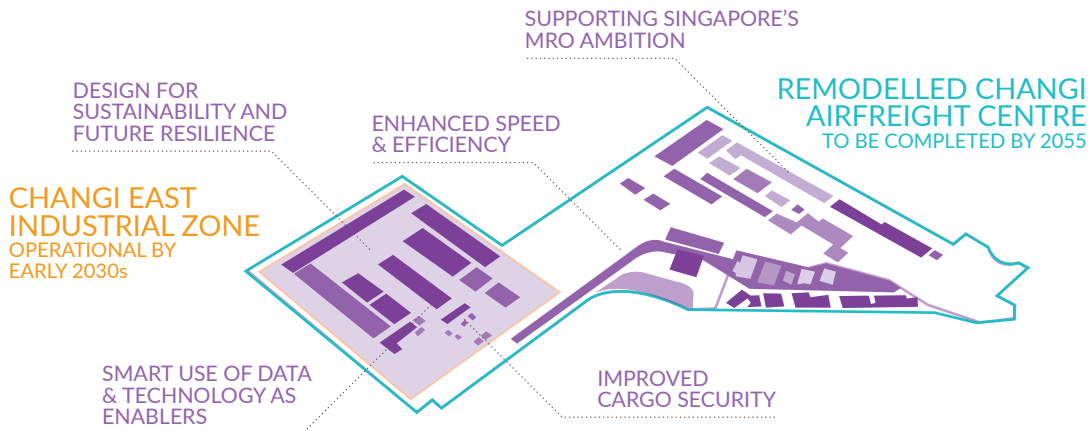 SUPPORTING SINGAPORE’S
MRO AMBITION
DESIGN FOR
SUSTAINABILITY AND
FUTURE RESILIENCE
ENHANCED SPEED
& EFFICIENCY
REMODELLED CHANGI
AIRFREIGHT CENTRE
TO BE COMPLETED BY 2055
CHANGI EAST
INDUSTRIAL ZONE
OPERATIONAL BY
EARLY 2030s
SMART USE OF DATA
& TECHNOLOGY AS
ENABLERS
IMPROVED
CARGO SECURITY